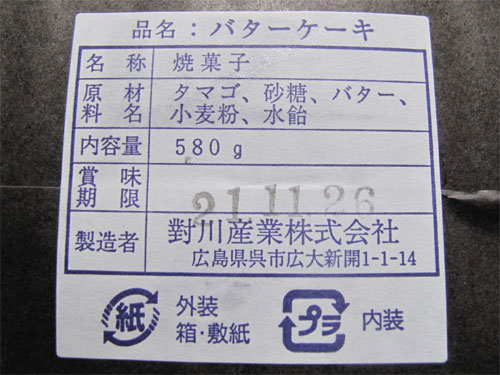 品名：バターケーキ
名称 焼菓子
原材料名 タマゴ、砂糖、バター、
小麦粉、水飴
内容量 580g
賞味期限 21.11.26
製造者 對川産業株式会社
広島県呉市広大新開1-1-14
紙 外装
箱・敷紙
プラ 内装